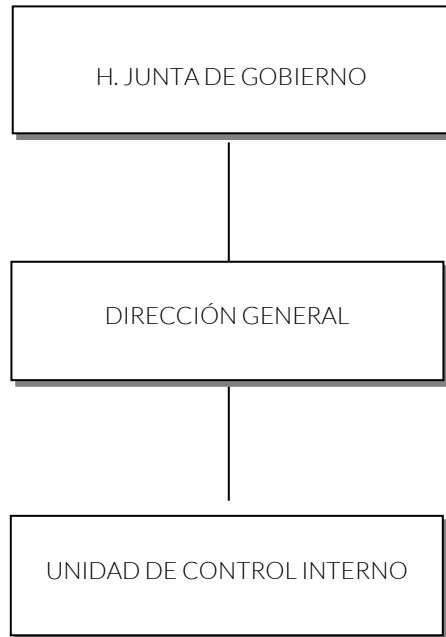 H. JUNTA DE GOBIERNO
DIRECCIÓN GENERAL
UNIDAD DE CONTROL INTERNO